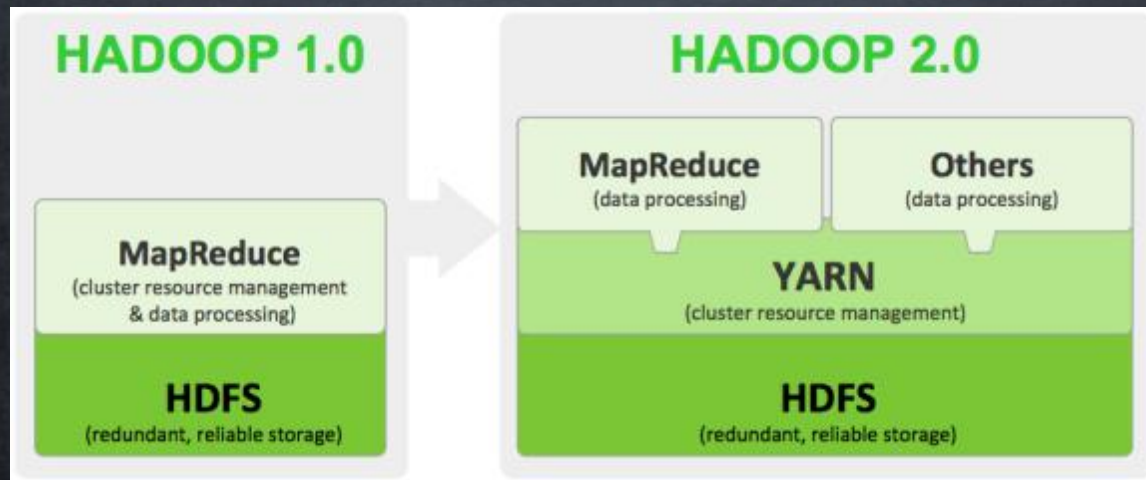 HADOOP 1.0
MapReduce
(cluster resource management
& data processing)
HDFS
(redundant, reliable storage)
HADOOP 2.0
MapReduce
(data processing)
Others
(data processing)
YARN
(cluster resource management)
HDFS
(redundant, reliable storage)